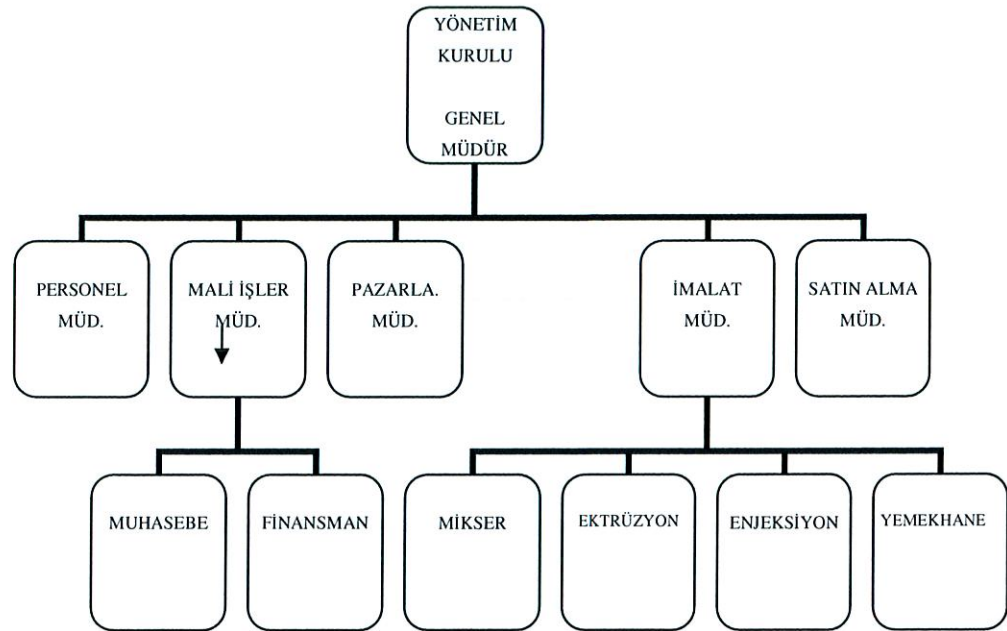 YÖNETİM
KURULU
GENEL
MÜDÜR
PERSONEL
MÜD.
MALİ İŞLER
MÜD.
PAZARLA.
MÜD.
İMALAT
MÜD.
SATIN ALMA
MÜD.
MUHASEBE
FİNANSMAN
MİKSER
EKTRÜZYON
ENJEKSİYON
YEMEKHANE